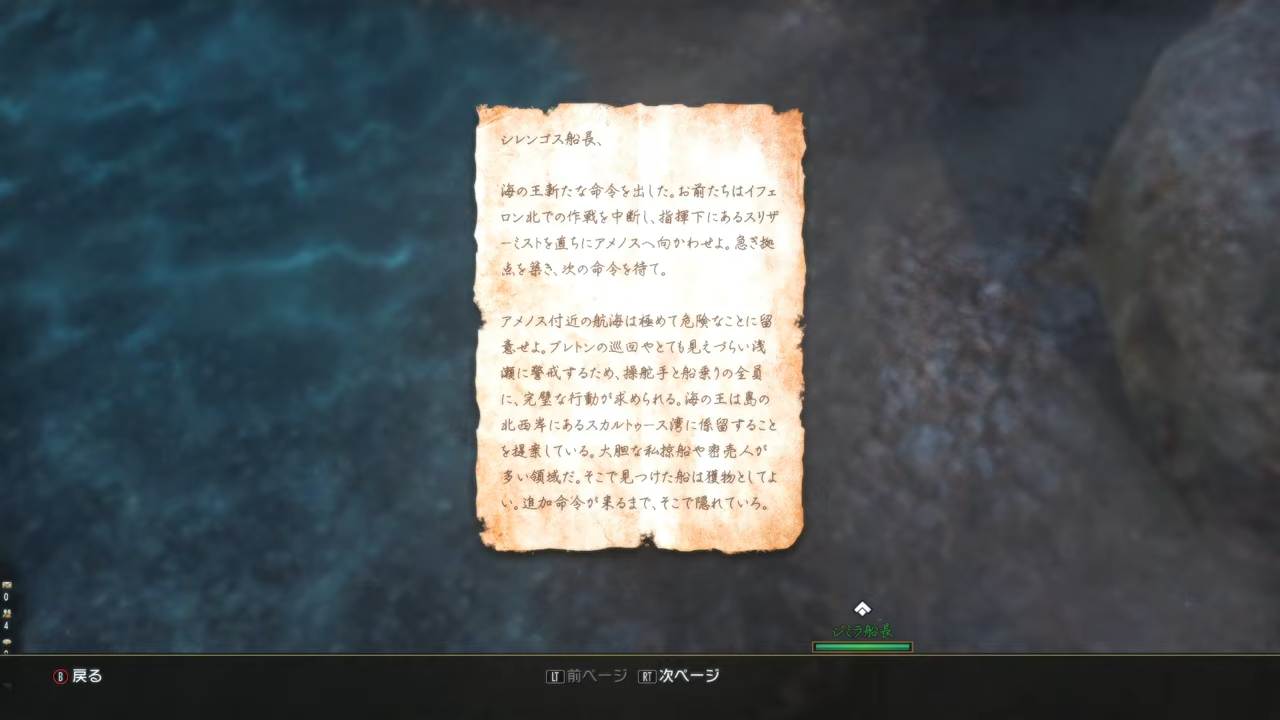 シレンゴス船長、
海の王新たな命令を出した。お前たちはイフェ
ロン北での作戦を中断し、指揮下にあるスリザ
ーミストを直ちにアメノスへ向かわせよ。急ぎ拠
点を築き、次の命令を待て。
アメノス付近の航海は極めて危険なことに留
意せよ。ブレトンの巡回やとても見えづらい浅
瀬に警戒するため、操舵手と船乗りの全員
に、完璧な行動が求められる。海の王は島の
北西岸にあるスカルトゥース湾に係留すること
を提案している。大胆な私掠船や密売人が
多い領域だ。そこで見つけた船は獲物としてよ
い。追加命令が来るまで、そこで隠れていろ。
0
4
ジミラ船長
B 戻る
LT 前ページ RT 次ページ